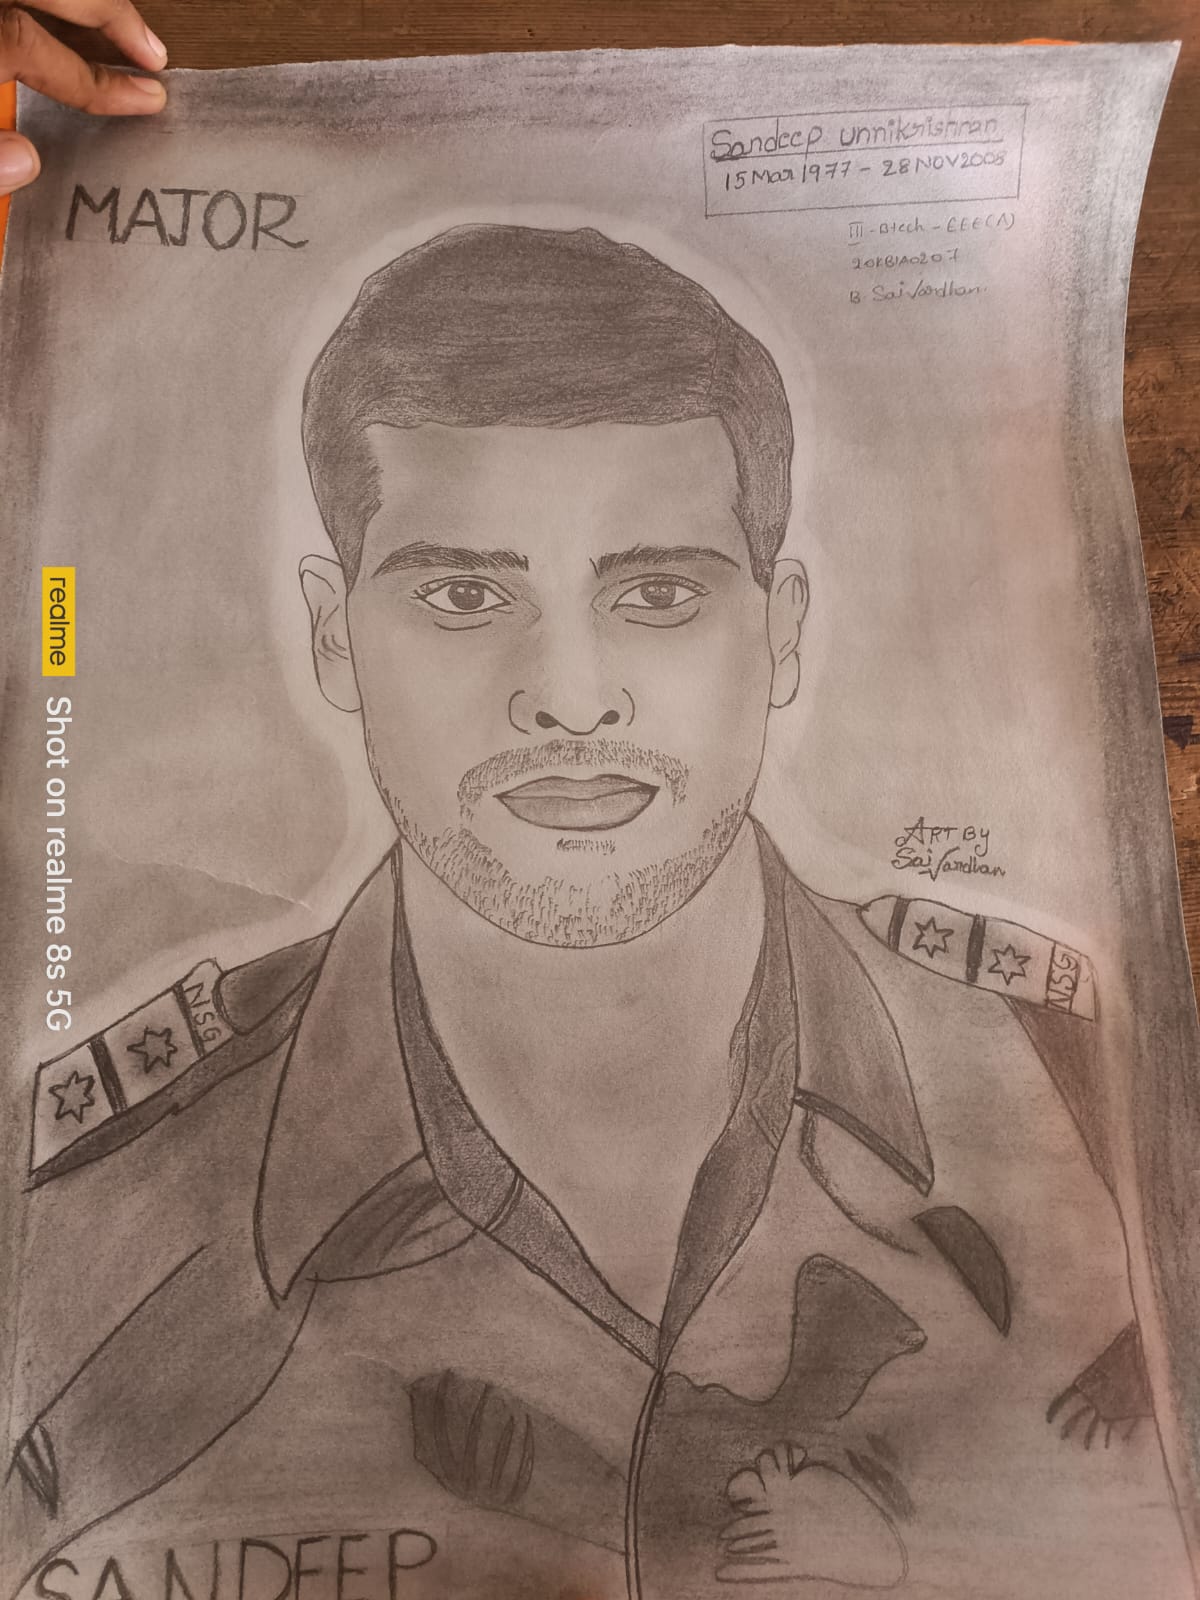 Sandeep unnikrishnan
15 Mar 1977 - 28 NOV 2008
MAJOR
III - Btech - EEE(A)
20KB1A0207
B. Sai Vardhan.
realme
Shot on realme 8s 5G
ART By
Sai Vardhan
NSG
NSG
SANDEEP